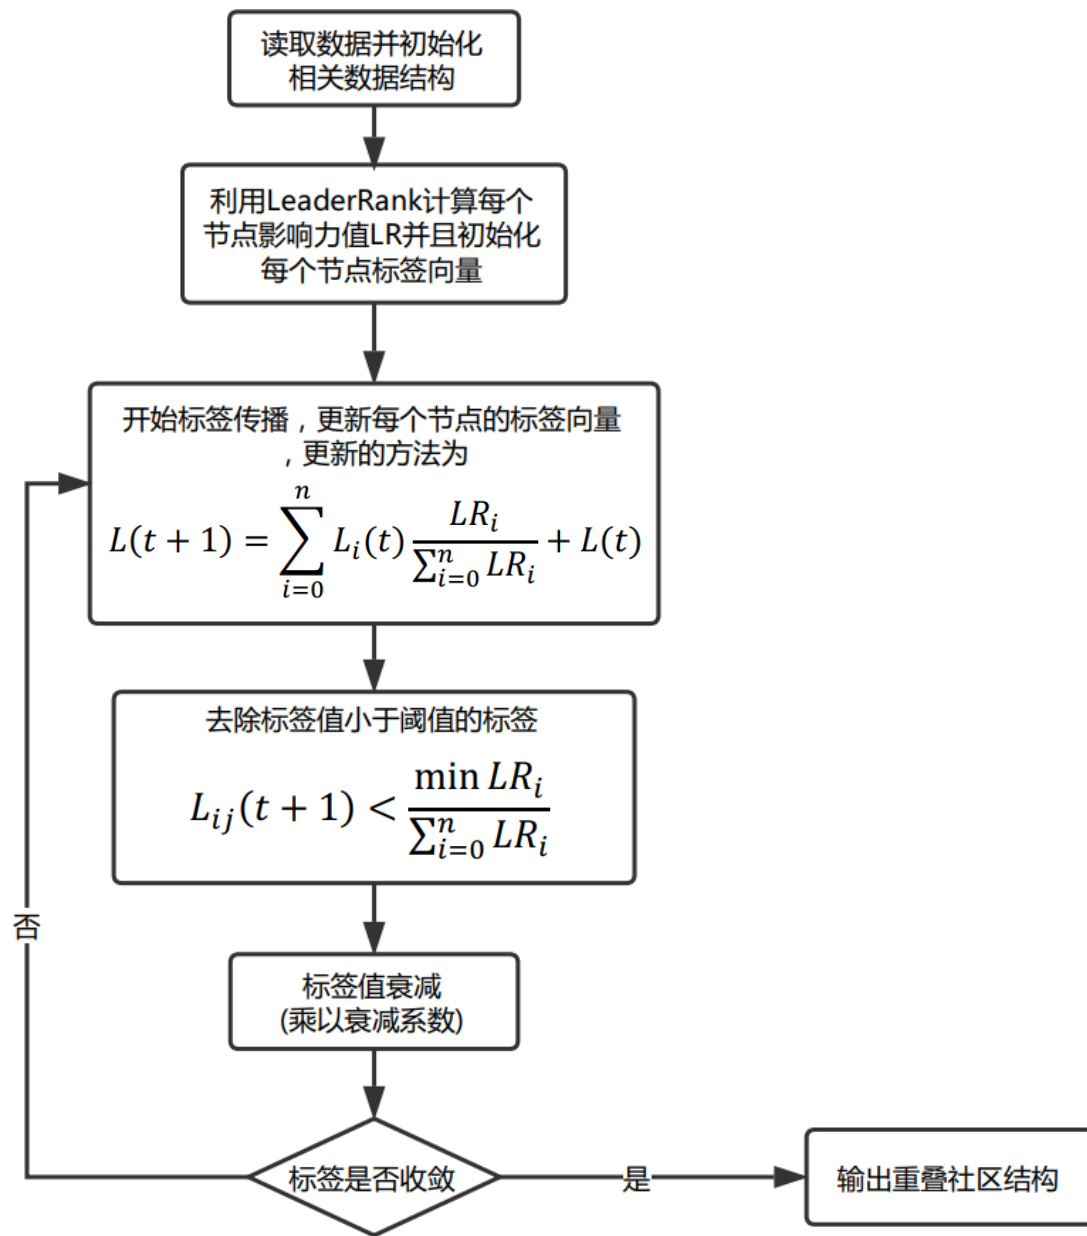 读取数据并初始化
相关数据结构
利用LeaderRank计算每个
节点影响力值LR并且初始化
每个节点标签向量
开始标签传播，更新每个节点的标签向量
，更新的方法为
L(t + 1) = ∑_{i=0}^{n} L_i(t) \frac{LR_i}{∑_{i=0}^{n} LR_i} + L(t)
去除标签值小于阈值的标签
L_{ij}(t + 1) < \frac{min LR_i}{∑_{i=0}^{n} LR_i}
否
标签值衰减
(乘以衰减系数)
标签是否收敛
是
输出重叠社区结构